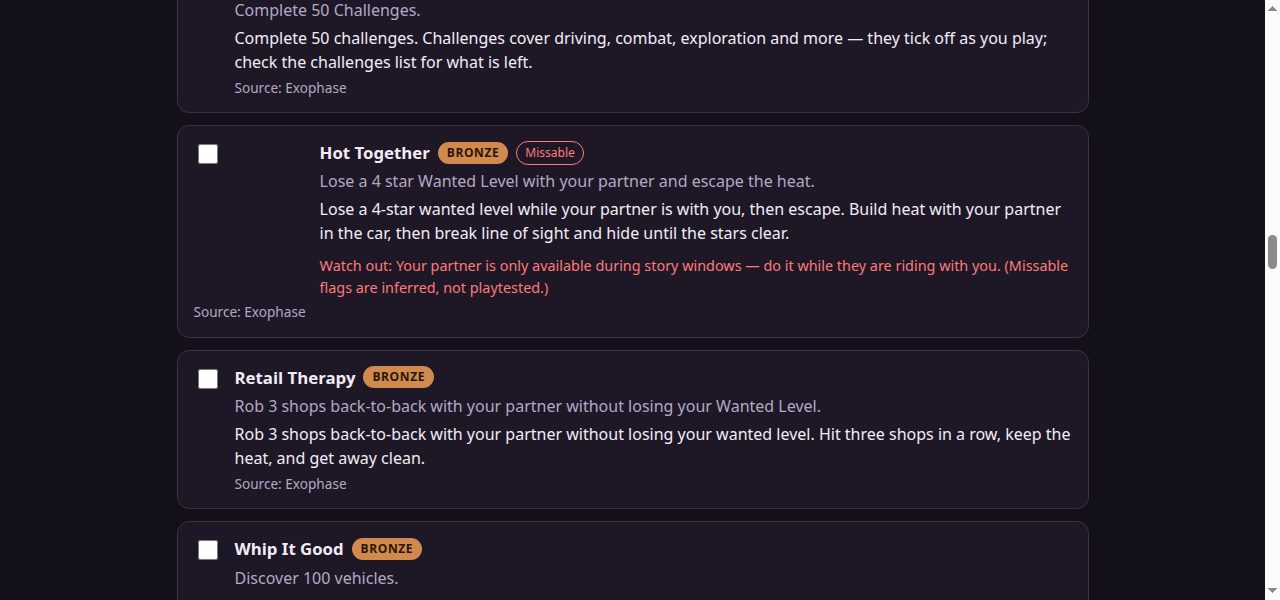 Complete 50 Challenges.
Complete 50 challenges. Challenges cover driving, combat, exploration and more — they tick off as you play;
check the challenges list for what is left.
Source: Exophase
Hot Together BRONZE Missable
Lose a 4 star Wanted Level with your partner and escape the heat.
Lose a 4-star wanted level while your partner is with you, then escape. Build heat with your partner
in the car, then break line of sight and hide until the stars clear.
Watch out: Your partner is only available during story windows — do it while they are riding with you. (Missable
flags are inferred, not playtested.)
Source: Exophase
Retail Therapy BRONZE
Rob 3 shops back-to-back with your partner without losing your Wanted Level.
Rob 3 shops back-to-back with your partner without losing your wanted level. Hit three shops in a row, keep the
heat, and get away clean.
Source: Exophase
Whip It Good BRONZE
Discover 100 vehicles.